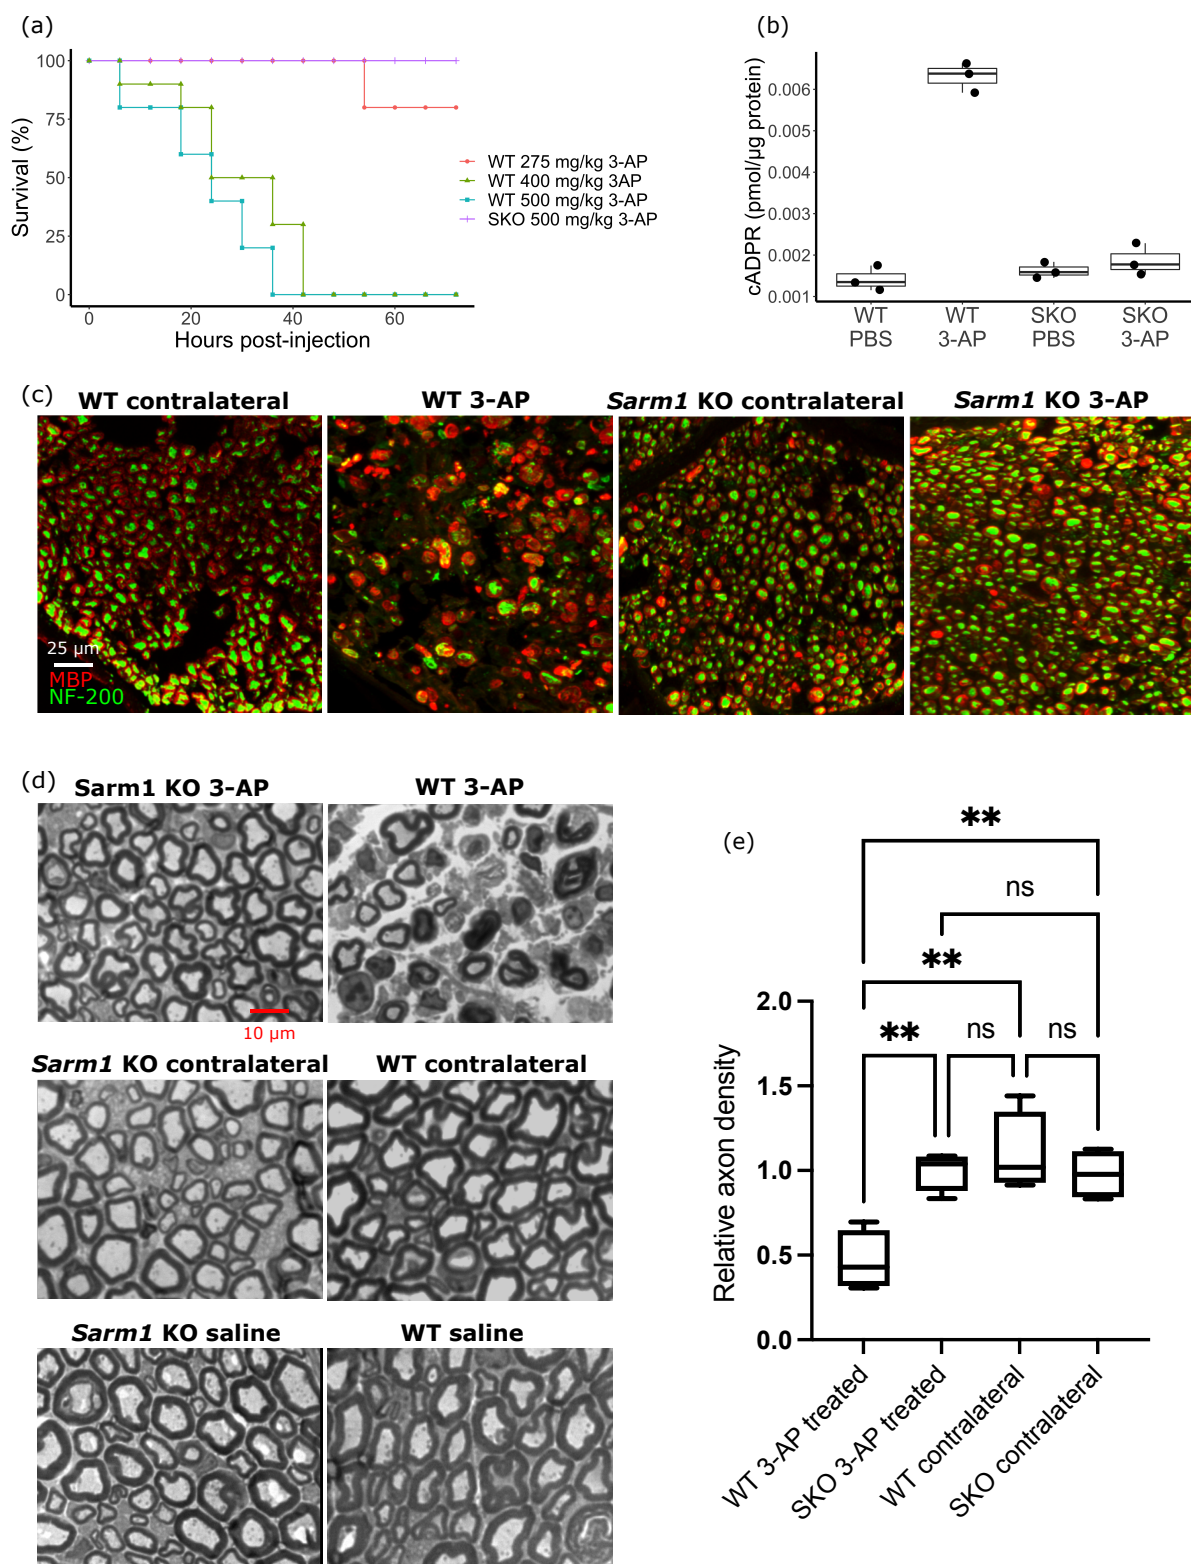 (a)
100
75
50
25
0
0 20 40 60
Survival (%)
Hours post-injection
WT 275 mg/kg 3-AP
WT 400 mg/kg 3AP
WT 500 mg/kg 3-AP
SKO 500 mg/kg 3-AP
(b)
cADPR (pmol/µg protein)
0.006
0.006
0.004
0.003
0.002
0.001
WT PBS
WT 3-AP
SKO PBS
SKO 3-AP
(c)
WT contralateral
WT 3-AP
Sarm1 KO contralateral
Sarm1 KO 3-AP
25 µm
MBP
NF-200
(d)
Sarm1 KO 3-AP
WT 3-AP
10 µm
Sarm1 KO contralateral
WT contralateral
Sarm1 KO saline
WT saline
(e)
**
ns
**
** ns ns
2.0
1.5
1.0
0.5
0.0
Relative axon density
WT 3-AP treated
SKO 3-AP treated
WT contralateral
SKO contralateral